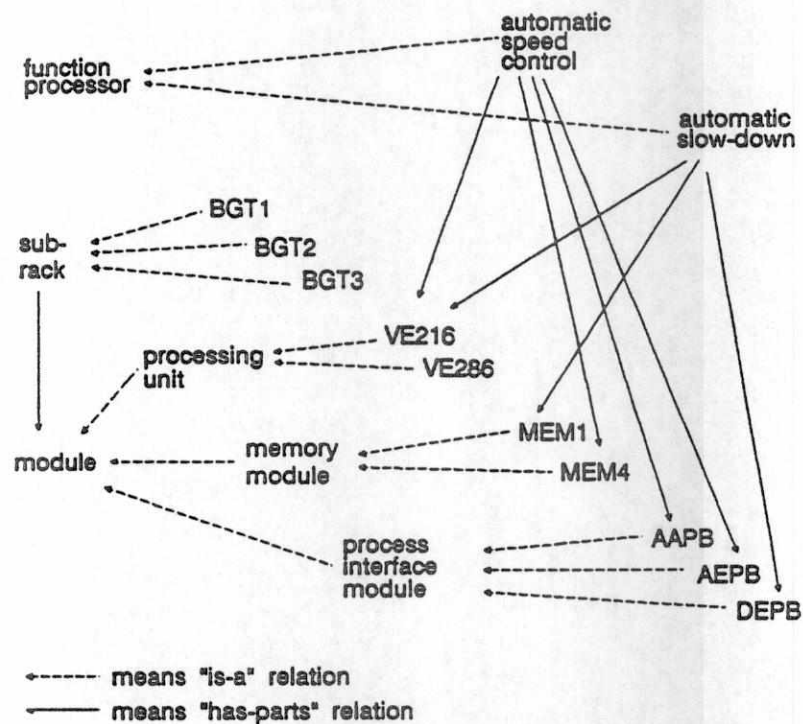 automatic
speed
control
function
processor
automatic
slow-down
BGT1
sub-
rack
BGT2
BGT3
VE216
processing
unit
VE286
MEM1
module
memory
module
MEM4
AAPB
process
interface
module
AEPB
DEPB
means "is-a" relation
means "has-parts" relation